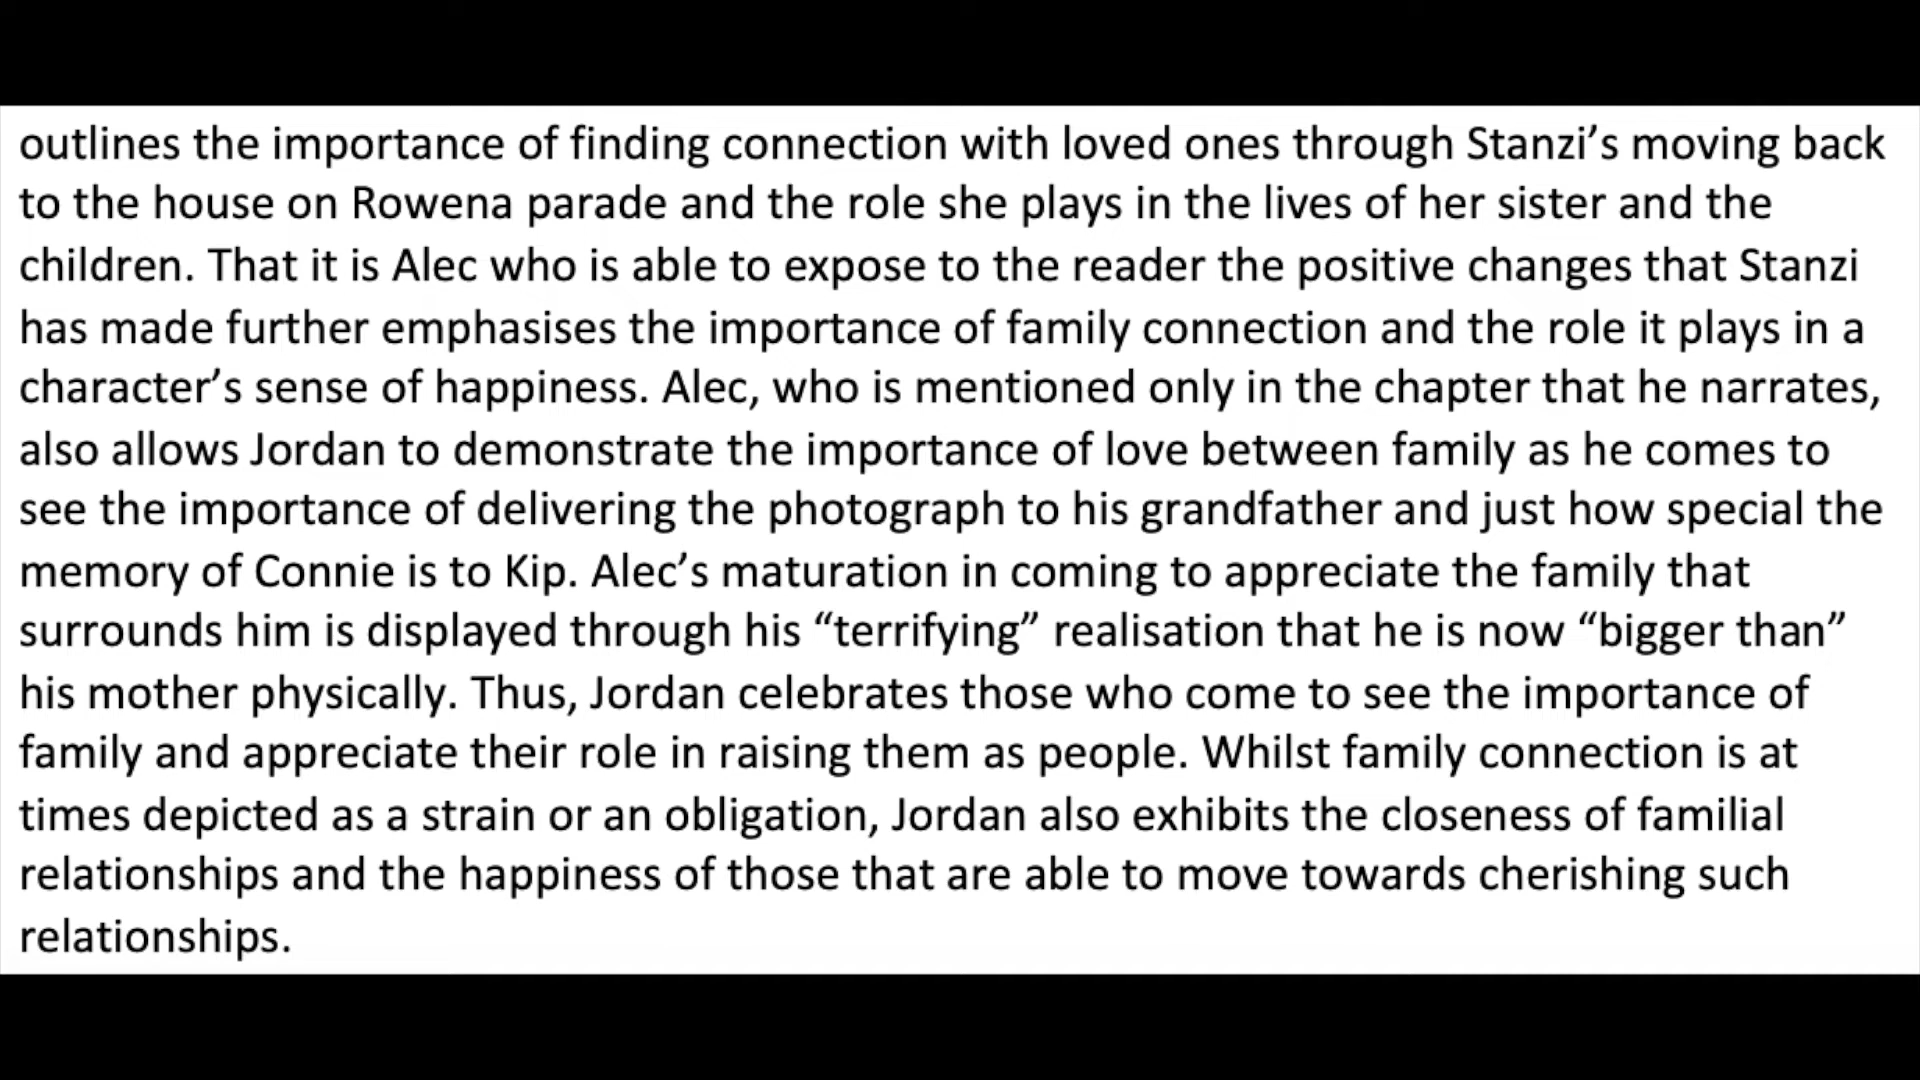 outlines the importance of finding connection with loved ones through Stanzi’s moving back
to the house on Rowena parade and the role she plays in the lives of her sister and the
children. That it is Alec who is able to expose to the reader the positive changes that Stanzi
has made further emphasises the importance of family connection and the role it plays in a
character’s sense of happiness. Alec, who is mentioned only in the chapter that he narrates,
also allows Jordan to demonstrate the importance of love between family as he comes to
see the importance of delivering the photograph to his grandfather and just how special the
memory of Connie is to Kip. Alec’s maturation in coming to appreciate the family that
surrounds him is displayed through his “terrifying” realisation that he is now “bigger than”
his mother physically. Thus, Jordan celebrates those who come to see the importance of
family and appreciate their role in raising them as people. Whilst family connection is at
times depicted as a strain or an obligation, Jordan also exhibits the closeness of familial
relationships and the happiness of those that are able to move towards cherishing such
relationships.